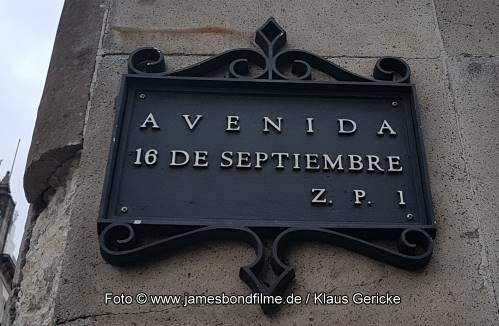 AVENIDA
16 DE SEPTIEMBRE
Z. P. 1
Foto © www.jamesbondfilme.de / Klaus Gericke